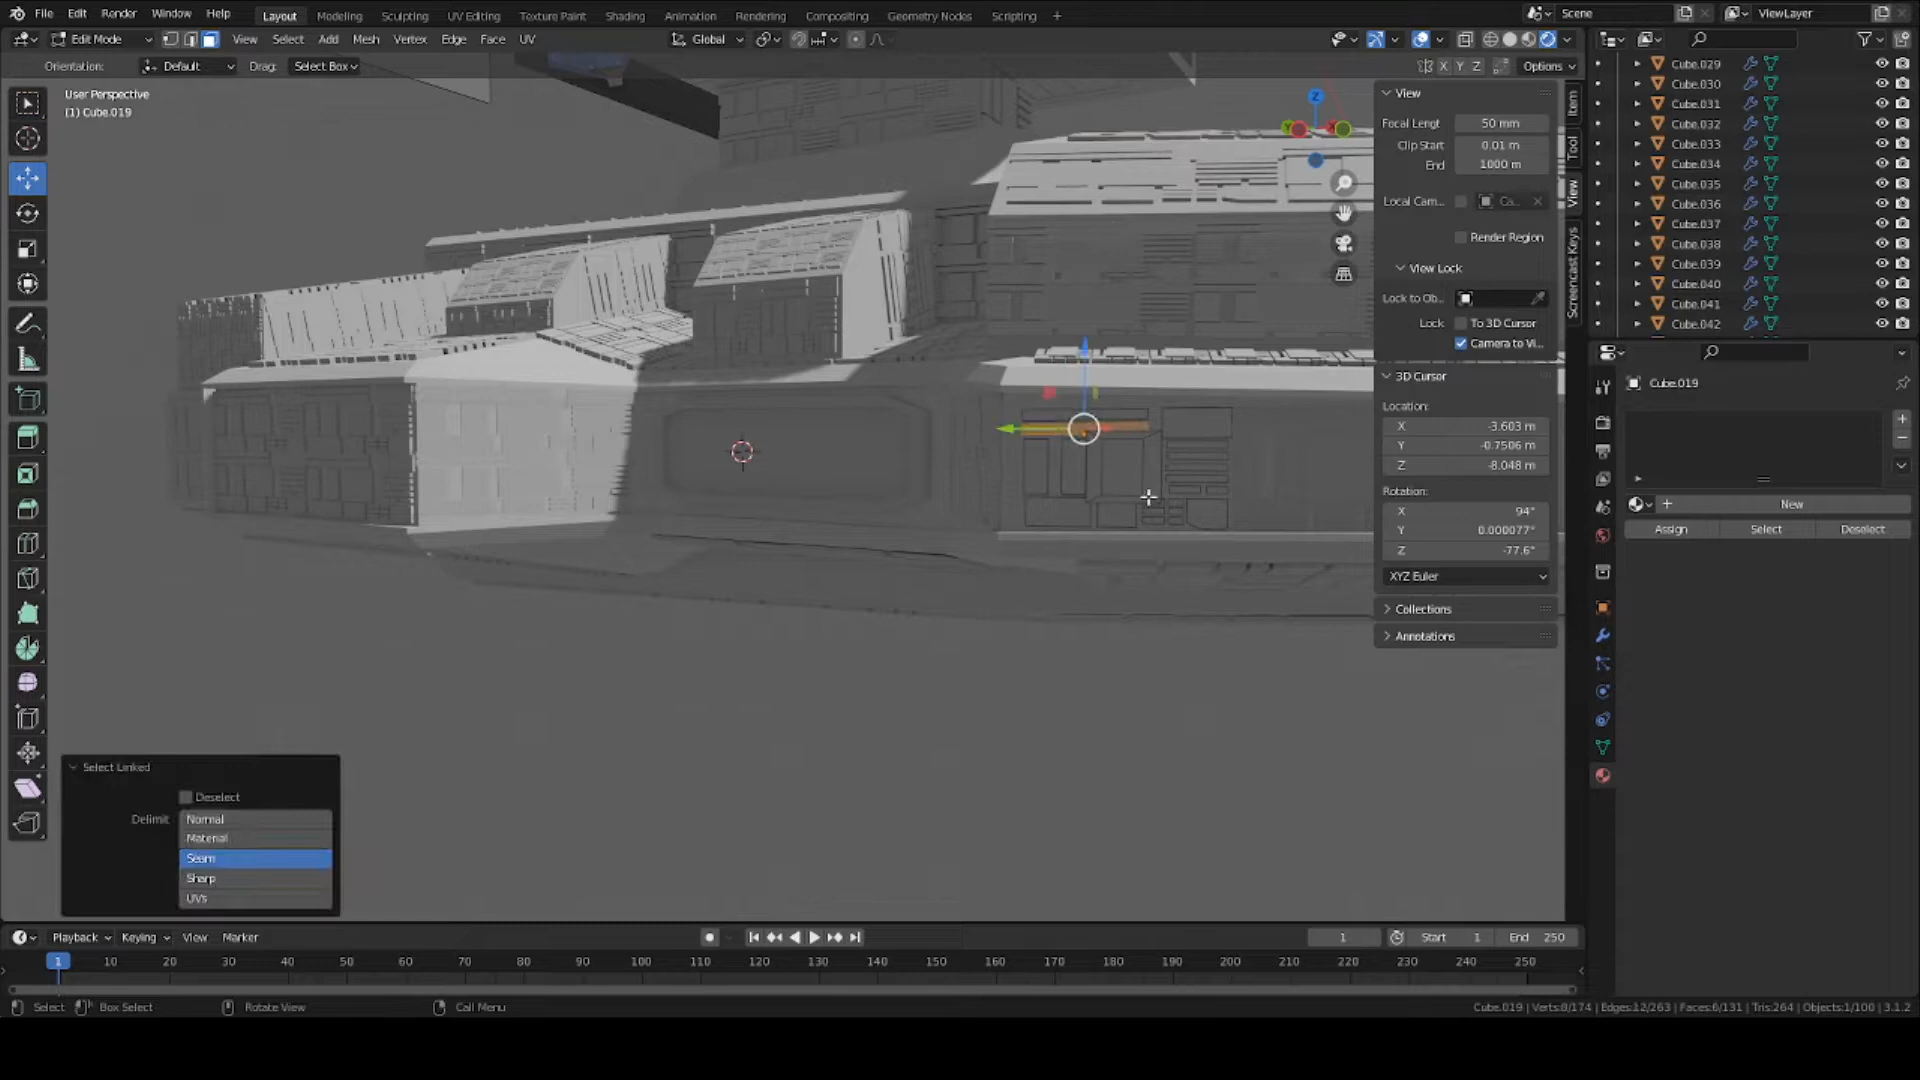 File Edit Render Window Help Layout Modeling Sculpting UV Editing Texture Paint Shading Animation Rendering Compositing Geometry Nodes Scripting + Scene ViewLayer
Edit Mode View Select Add Mesh Vertex Edge Face UV Global
Orientation: Default Drag: Select Box X Y Z Options
User Perspective
(1) Cube.019
Z
View
Focal Lengt 50 mm
Clip Start 0.01 m
End 1000 m
Local Cam... Ca...
Render Region
View Lock
Lock to Ob...
Lock To 3D Cursor
Camera to Vi...
3D Cursor
Location:
X -3.603 m
Y -0.7506 m
Z -8.048 m
Rotation:
X 94°
Y 0.000077°
Z -77.6°
XYZ Euler
Collections
Annotations
Item
Tool
View
Screencast Keys
Cube.029
Cube.030
Cube.031
Cube.032
Cube.033
Cube.034
Cube.035
Cube.036
Cube.037
Cube.038
Cube.039
Cube.040
Cube.041
Cube.042
Cube.019
New
Assign Select Deselect
Select Linked
Deselect
Delimit Normal
Material
Seam
Sharp
UVs
Playback Keying View Marker 1 Start 1 End 250
1 10 20 30 40 50 60 70 80 90 100 110 120 130 140 150 160 170 180 190 200 210 220 230 240 250
Select Box Select Rotate View Call Menu Cube.019 | Verts:8/174 | Edges:12/263 | Faces:6/131 | Tris:264 | Objects:1/100 | 3.1.2